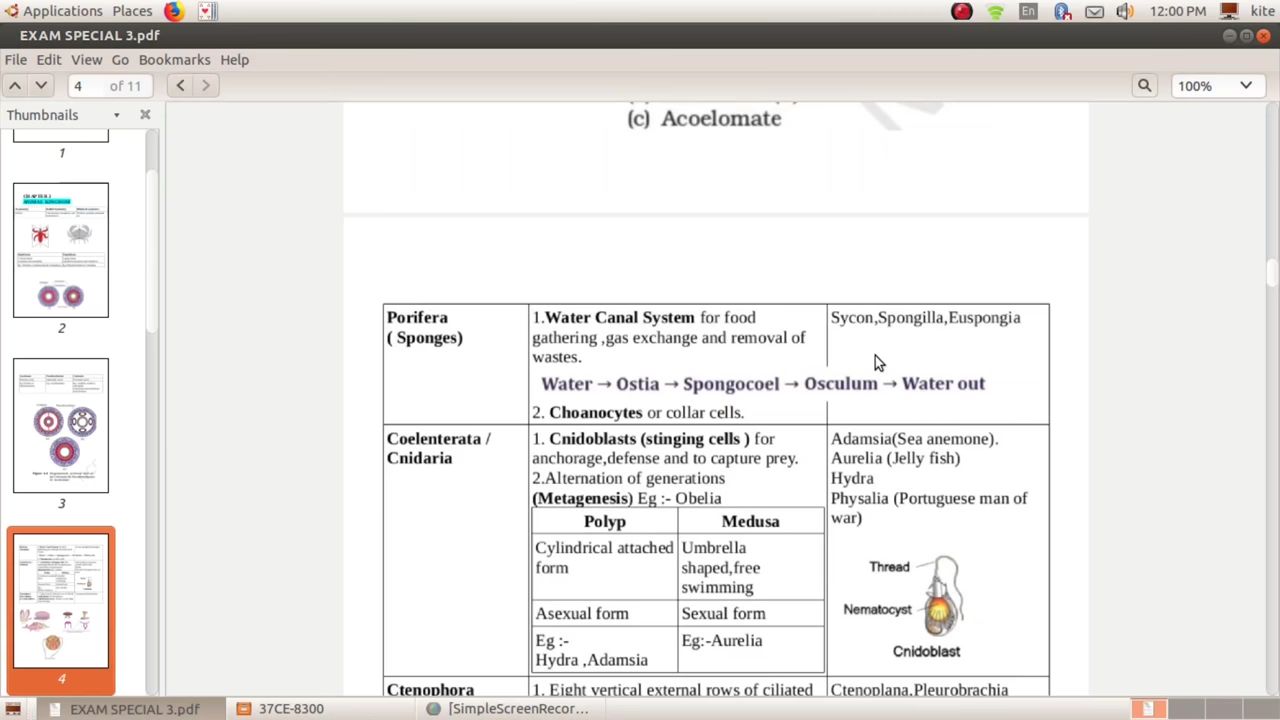 Applications Places En 12:00 PM kite
EXAM SPECIAL 3.pdf
File Edit View Go Bookmarks Help
4 of 11 100%
Thumbnails
1
2
3
4
(c) Acoelomate
Porifera
( Sponges)
1.Water Canal System for food
gathering ,gas exchange and removal of
wastes.
Water → Ostia → Spongocoel → Osculum → Water out
2. Choanocytes or collar cells.
Sycon,Spongilla,Euspongia
Coelenterata /
Cnidaria
1. Cnidoblasts (stinging cells ) for
anchorage,defense and to capture prey.
2.Alternation of generations
(Metagenesis) Eg :- Obelia
Polyp Medusa
Cylindrical attached
form
Umbrella
shaped,free
swimming
Asexual form Sexual form
Eg :-
Hydra ,Adamsia
Eg:-Aurelia
Adamsia(Sea anemone).
Aurelia (Jelly fish)
Hydra
Physalia (Portuguese man of
war)
Thread
Nematocyst
Cnidoblast
Ctenophora 1. Eight vertical external rows of ciliated Ctenoplana,Pleurobrachia
EXAM SPECIAL 3.pdf 37CE-8300 [SimpleScreenRecor...